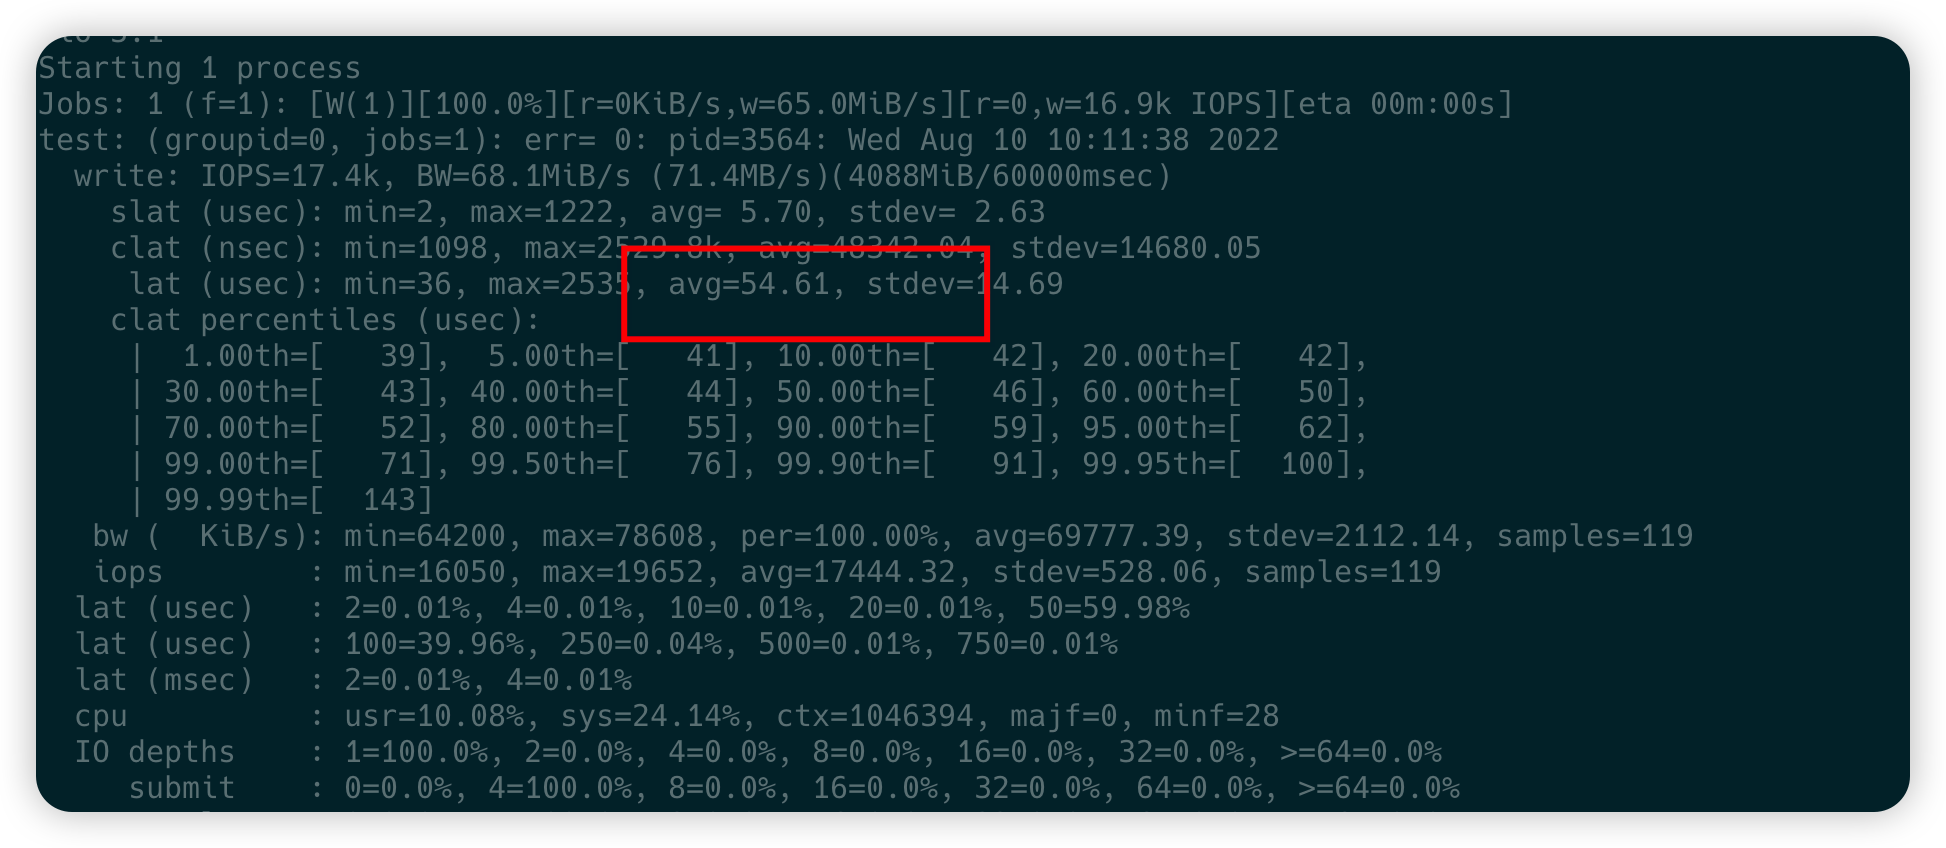 to 3.1
Starting 1 process
Jobs: 1 (f=1): [W(1)][100.0%][r=0KiB/s,w=65.0MiB/s][r=0,w=16.9k IOPS][eta 00m:00s]
test: (groupid=0, jobs=1): err= 0: pid=3564: Wed Aug 10 10:11:38 2022
  write: IOPS=17.4k, BW=68.1MiB/s (71.4MB/s)(4088MiB/60000msec)
    slat (usec): min=2, max=1222, avg= 5.70, stdev= 2.63
    clat (nsec): min=1098, max=2529.8k, avg=48342.04, stdev=14680.05
     lat (usec): min=36, max=2535, avg=54.61, stdev=14.69
    clat percentiles (usec):
     |  1.00th=[   39],  5.00th=[   41], 10.00th=[   42], 20.00th=[   42],
     | 30.00th=[   43], 40.00th=[   44], 50.00th=[   46], 60.00th=[   50],
     | 70.00th=[   52], 80.00th=[   55], 90.00th=[   59], 95.00th=[   62],
     | 99.00th=[   71], 99.50th=[   76], 99.90th=[   91], 99.95th=[  100],
     | 99.99th=[  143]
   bw (  KiB/s): min=64200, max=78608, per=100.00%, avg=69777.39, stdev=2112.14, samples=119
   iops        : min=16050, max=19652, avg=17444.32, stdev=528.06, samples=119
  lat (usec)   : 2=0.01%, 4=0.01%, 10=0.01%, 20=0.01%, 50=59.98%
  lat (usec)   : 100=39.96%, 250=0.04%, 500=0.01%, 750=0.01%
  lat (msec)   : 2=0.01%, 4=0.01%
  cpu          : usr=10.08%, sys=24.14%, ctx=1046394, majf=0, minf=28
  IO depths    : 1=100.0%, 2=0.0%, 4=0.0%, 8=0.0%, 16=0.0%, 32=0.0%, >=64=0.0%
     submit    : 0=0.0%, 4=100.0%, 8=0.0%, 16=0.0%, 32=0.0%, 64=0.0%, >=64=0.0%